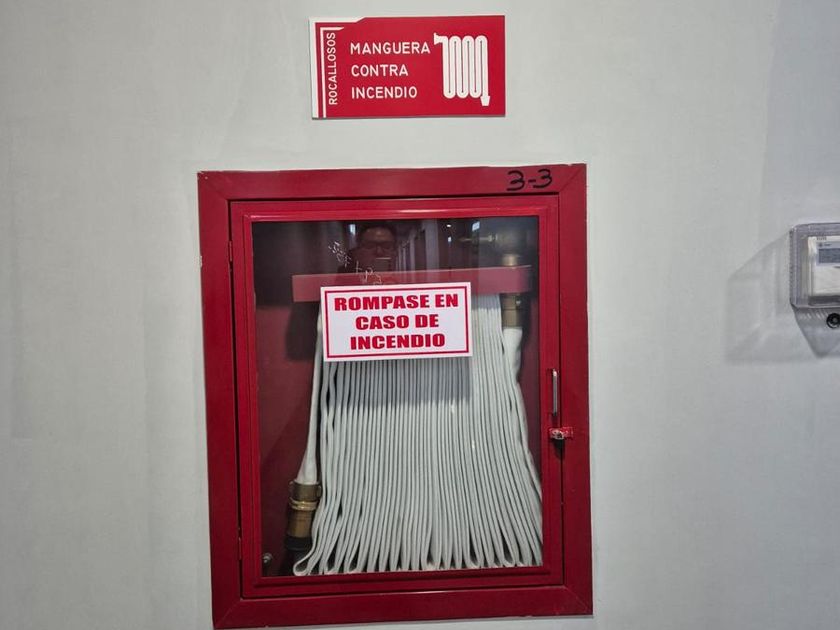 ROCALLOSOS
MANGUERA
CONTRA
INCENDIO
3-3
ROMPASE EN
CASO DE
INCENDIO